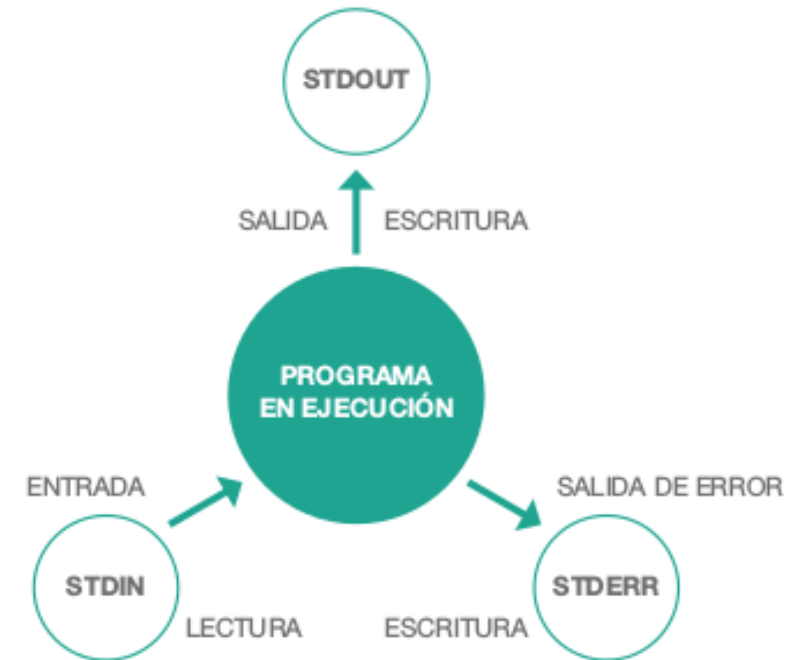 STDOUT
SALIDA ESCRITURA
PROGRAMA
EN EJECUCIÓN
ENTRADA
SALIDA DE ERROR
STDIN
STDERR
LECTURA
ESCRITURA